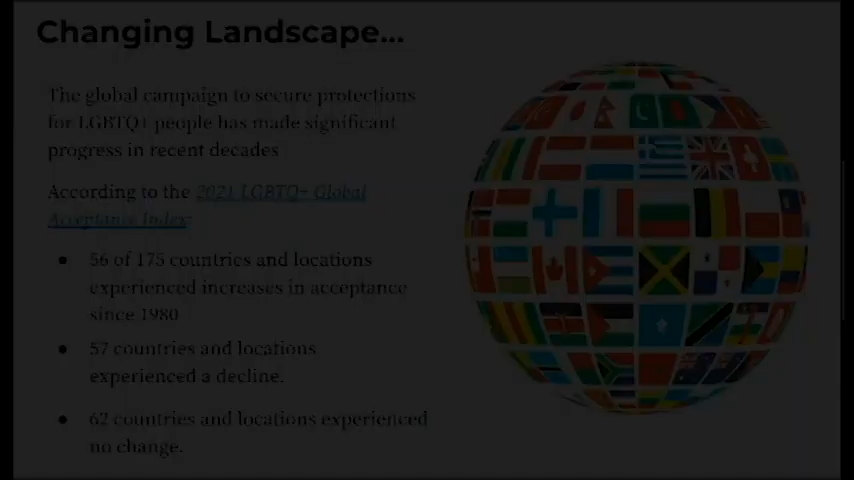 Changing Landscape...
The global campaign to secure protections
for LGBTQ+ people has made significant
progress in recent decades
According to the 2021 LGBTQ+ Global
Acceptance Index:
● 56 of 175 countries and locations
experienced increases in acceptance
since 1980
● 57 countries and locations
experienced a decline.
● 62 countries and locations experienced
no change.